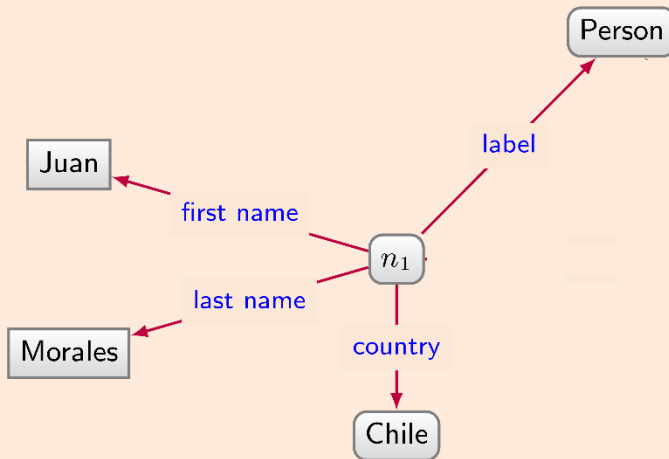 Person
label
Juan
first name
n₁
last name
Morales
country
Chile